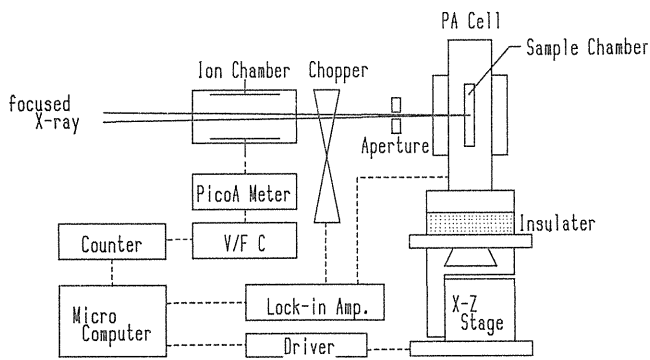 PA Cell
Sample Chamber
Ion Chamber
Chopper
focused
X-ray
Aperture
PicoA Meter
Insulater
Counter
V/F C
Micro
Computer
Lock-in Amp.
X-Z
Stage
Driver